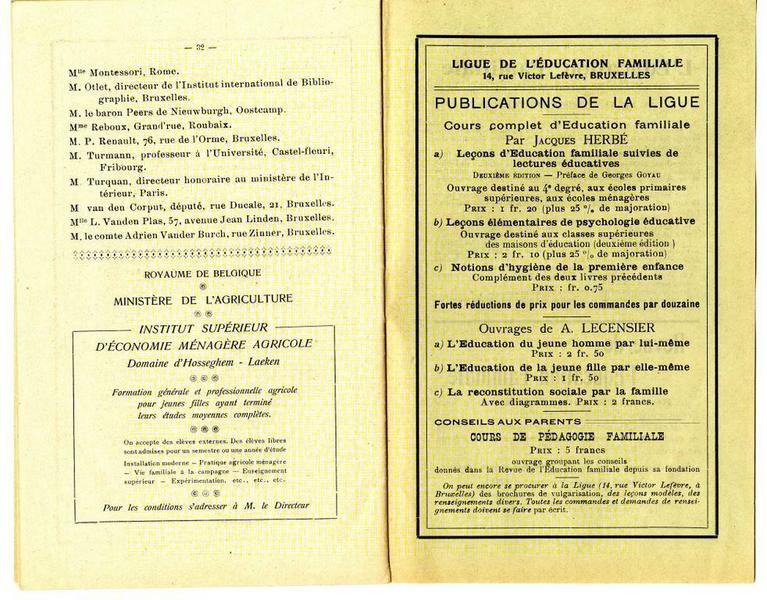 — 32 —
Mlle Montessori, Rome.
M. Otlet, directeur de l'Institut international de Biblio-
graphie, Bruxelles.
M. le baron Peers de Nieuwburgh, Oostcamp.
Mme Reboux, Grand'rue, Roubaix.
M. P. Renault, 76, rue de l'Orme, Bruxelles.
M. Turmann, professeur à l'Université, Castel-fleuri,
Fribourg.
M. Turquan, directeur honoraire au ministère de l'In-
térieur, Paris.
M van den Corput, député, rue Ducale, 21, Bruxelles.
Mlle L. Vanden Plas, 57, avenue Jean Linden, Bruxelles.
M. le comte Adrien Vander Burch, rue Zinner, Bruxelles.
ROYAUME DE BELGIQUE
MINISTÈRE DE L'AGRICULTURE
INSTITUT SUPÉRIEUR
D'ÉCONOMIE MÉNAGÈRE AGRICOLE
Domaine d'Hosseghem - Laeken
Formation générale et professionnelle agricole
pour jeunes filles ayant terminé
leurs études moyennes complètes.
On accepte des élèves externes. Des élèves libres
sont admises pour un semestre ou une année d'étude
Installation moderne — Pratique agricole ménagère
— Vie familiale à la campagne — Enseignement
supérieur — Expérimentation, etc., etc., etc.
Pour les conditions s'adresser à M. le Directeur
LIGUE DE L'ÉDUCATION FAMILIALE
14, rue Victor Lefèvre, BRUXELLES
PUBLICATIONS DE LA LIGUE
Cours complet d'Education familiale
Par JACQUES HERBÉ
a) Leçons d'Education familiale suivies de
lectures éducatives
DEUXIÈME ÉDITION — Préface de Georges GOYAU
Ouvrage destiné au 4e degré, aux écoles primaires
supérieures, aux écoles ménagères
PRIX : 1 fr. 20 (plus 25 % de majoration)
b) Leçons élémentaires de psychologie éducative
Ouvrage destiné aux classes supérieures
des maisons d'éducation (deuxième édition)
PRIX : 2 fr. 10 (plus 25 % de majoration)
c) Notions d'hygiène de la première enfance
Complément des deux livres précédents
PRIX : fr. 0.75
Fortes réductions de prix pour les commandes par douzaine
Ouvrages de A. LECENSIER
a) L'Education du jeune homme par lui-même
PRIX : 2 fr. 50
b) L'Education de la jeune fille par elle-même
PRIX : 1 fr. 50
c) La reconstitution sociale par la famille
Avec diagrammes. PRIX : 2 francs.
CONSEILS AUX PARENTS
COURS DE PÉDAGOGIE FAMILIALE
PRIX : 5 francs
ouvrage groupant les conseils
donnés dans la Revue de l'Education familiale depuis sa fondation
On peut encore se procurer à la Ligue (14, rue Victor Lefèvre, à
Bruxelles) des brochures de vulgarisation, des leçons modèles, des
renseignements divers. Toutes les commandes et demandes de rensei-
gnements doivent se faire par écrit.